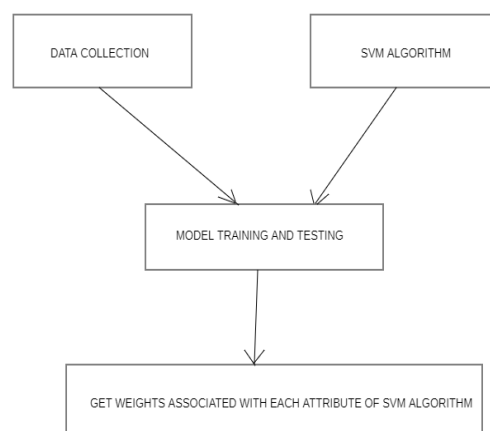 DATA COLLECTION
SVM ALGORITHM
MODEL TRAINING AND TESTING
GET WEIGHTS ASSOCIATED WITH EACH ATTRIBUTE OF SVM ALGORITHM